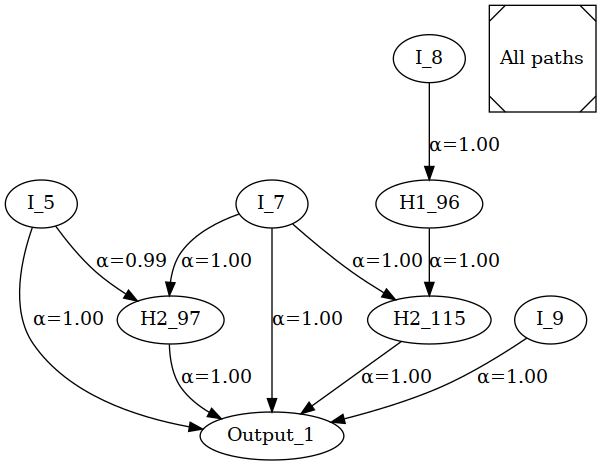 I_8
All paths
α=1.00
I_5
I_7
H1_96
α=0.99
α=1.00
α=1.00
α=1.00
α=1.00
H2_97
α=1.00
H2_115
I_9
α=1.00
α=1.00
α=1.00
Output_1